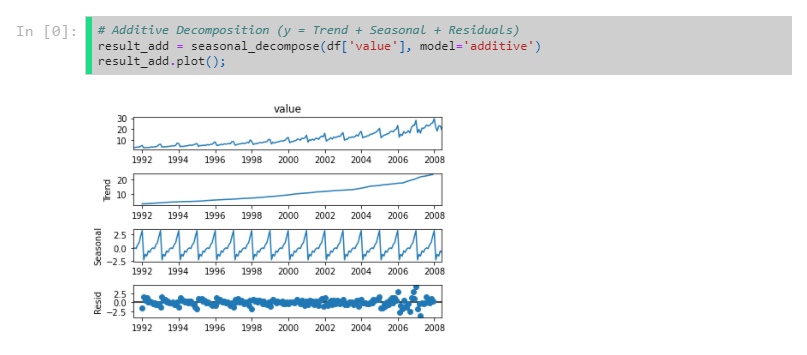 In [0]:
# Additive Decomposition (y = Trend + Seasonal + Residuals)
result_add = seasonal_decompose(df['value'], model='additive')
result_add.plot();
value
30
20
10
1992 1994 1996 1998 2000 2002 2004 2006 2008
Trend
20
10
1992 1994 1996 1998 2000 2002 2004 2006 2008
Seasonal
2.5
0.0
−2.5
1992 1994 1996 1998 2000 2002 2004 2006 2008
Resid
2.5
0.0
−2.5
1992 1994 1996 1998 2000 2002 2004 2006 2008